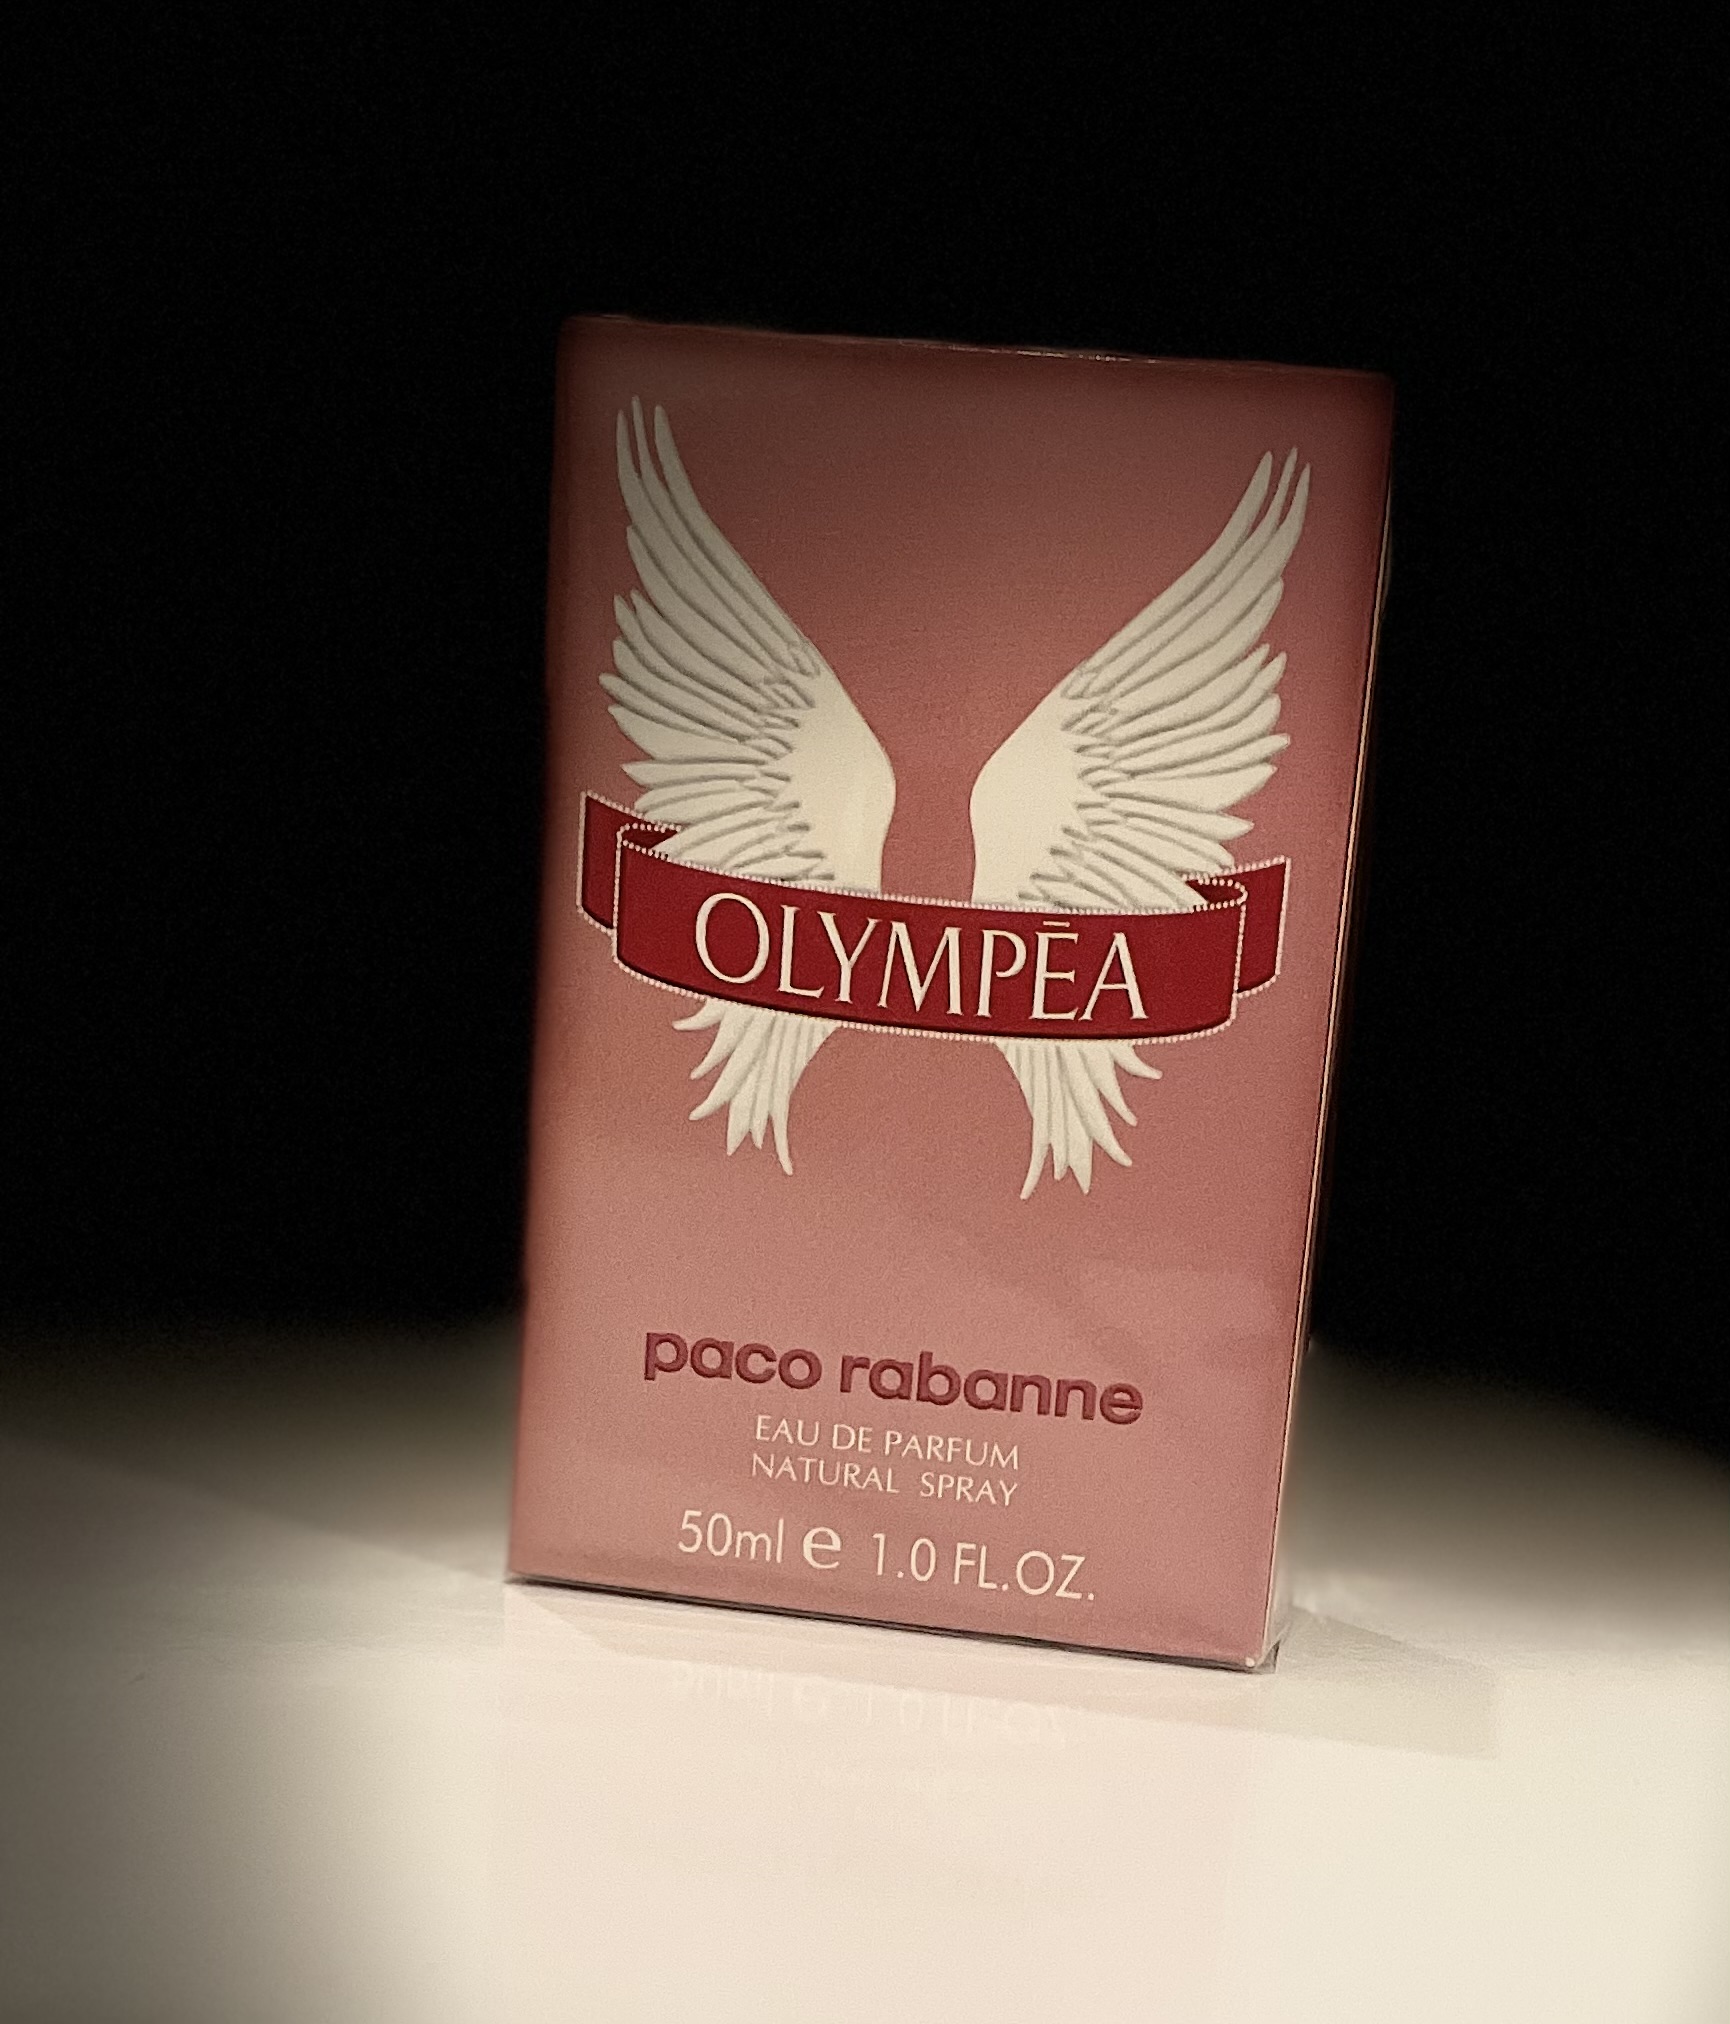 OLYMPĒA
paco rabanne
EAU DE PARFUM
NATURAL SPRAY
50ml e 1.0 FL.OZ.